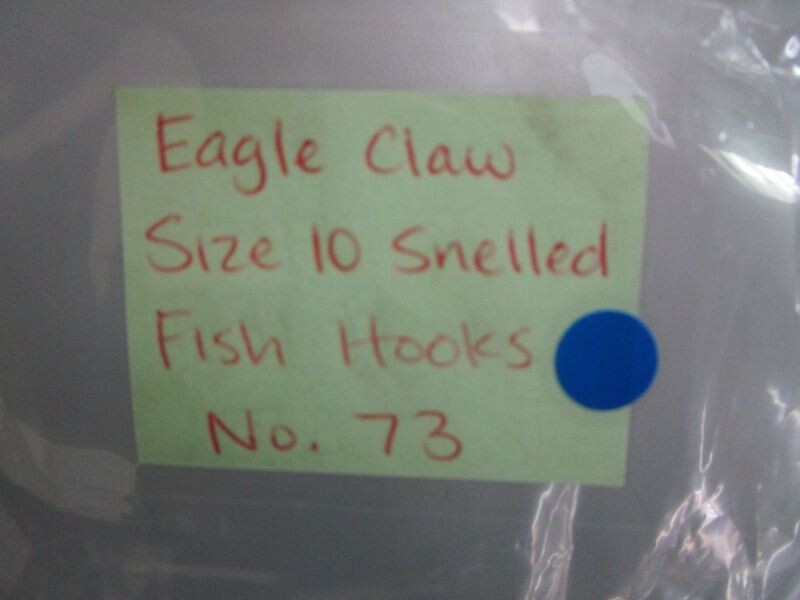 Eagle Claw
Size 10 Snelled
Fish Hooks
No. 73